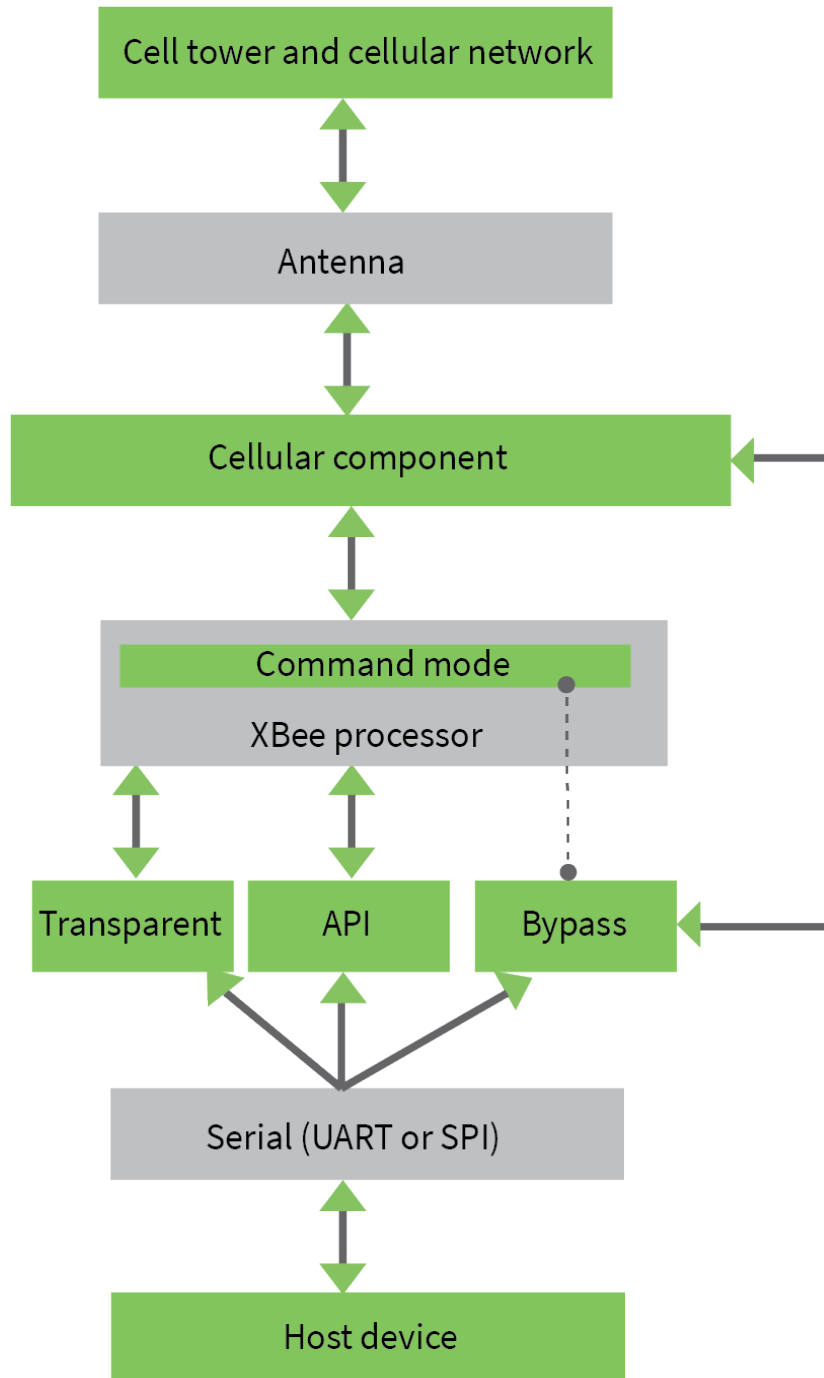 Cell tower and cellular network
Antenna
Cellular component
Command mode
XBee processor
Transparent
API
Bypass
Serial (UART or SPI)
Host device